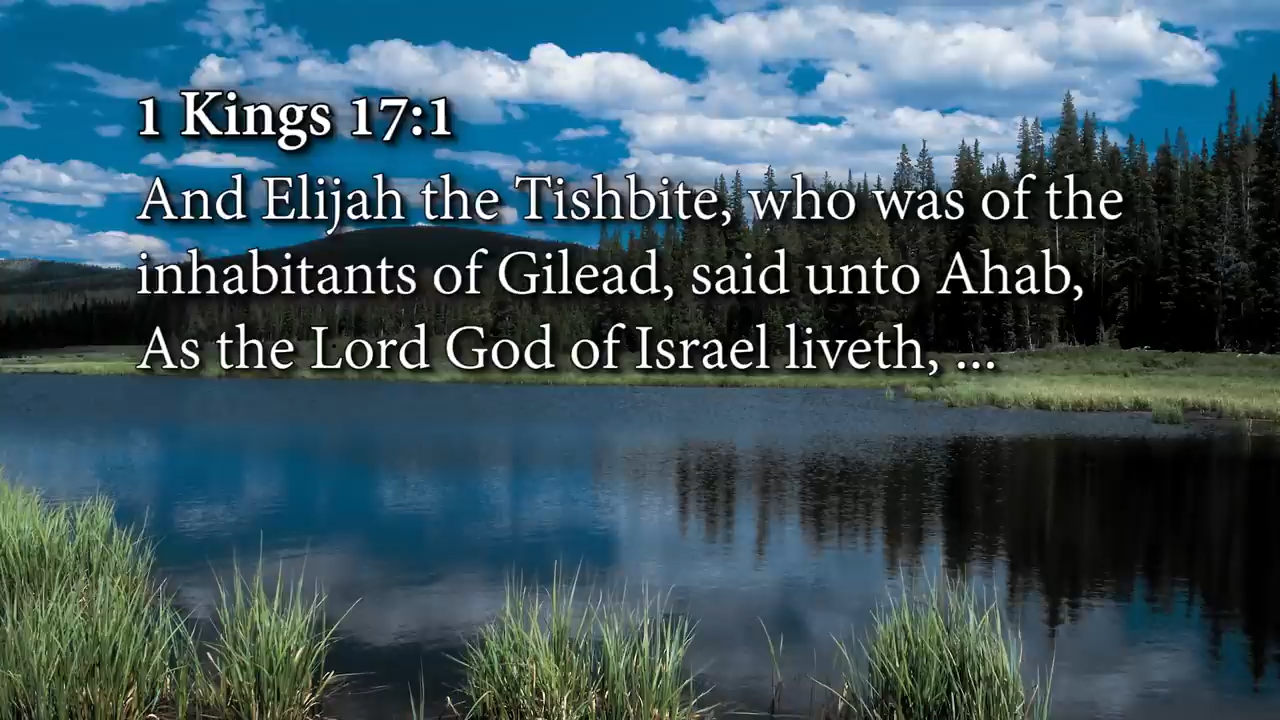 1 Kings 17:1
And Elijah the Tishbite, who was of the
inhabitants of Gilead, said unto Ahab,
As the Lord God of Israel liveth, ...